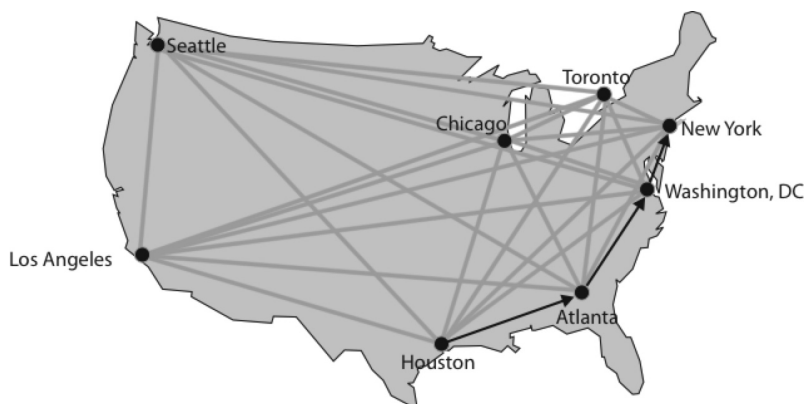 Seattle
Toronto
Chicago
New York
Washington, DC
Los Angeles
Atlanta
Houston